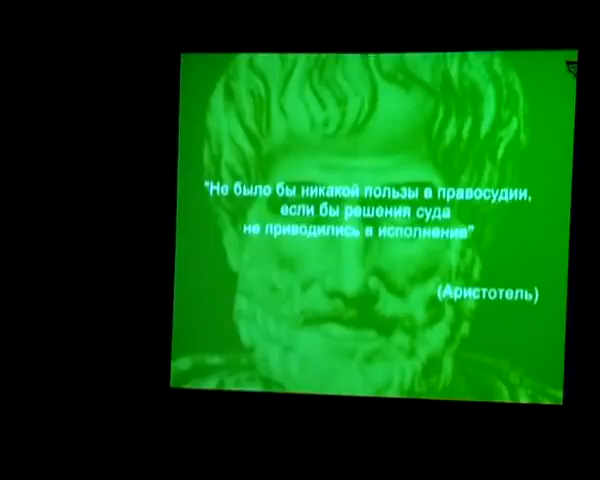 "Не было бы никакой пользы в правосудии,
если бы решения суда
не приводились в исполнение"
(Аристотель)